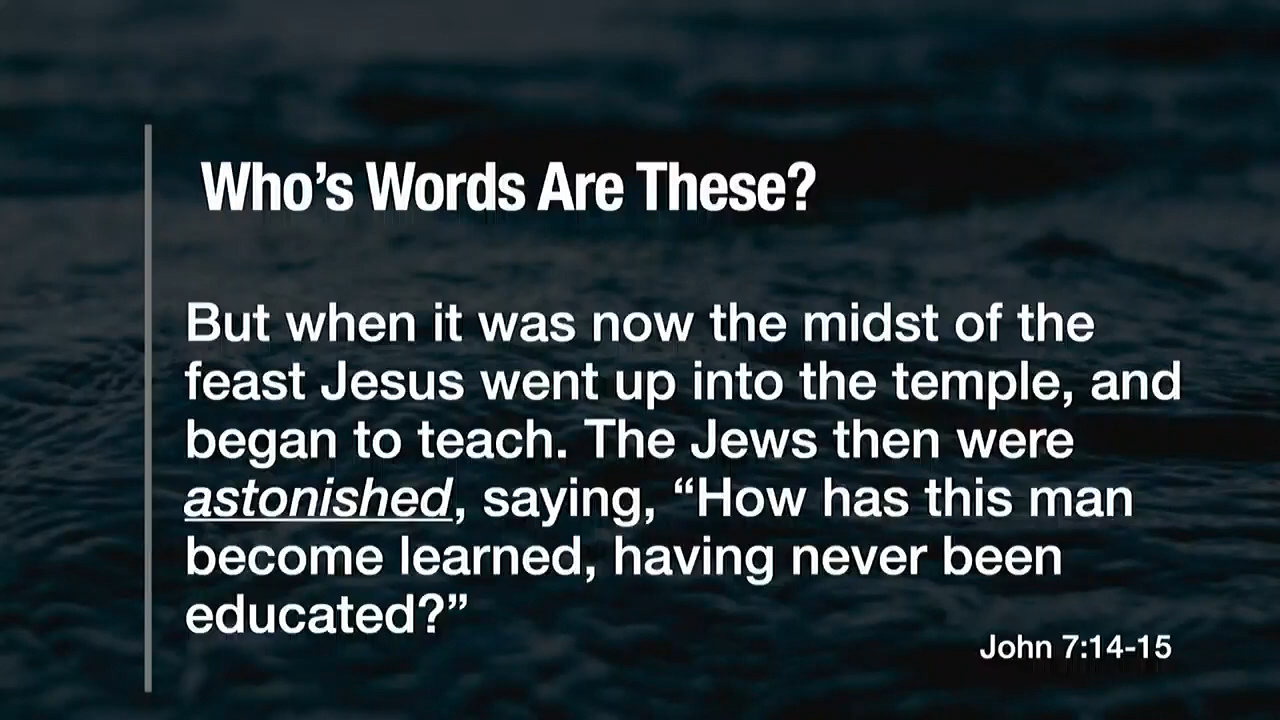 Who’s Words Are These?
But when it was now the midst of the
feast Jesus went up into the temple, and
began to teach. The Jews then were
astonished, saying, “How has this man
become learned, having never been
educated?”
John 7:14-15